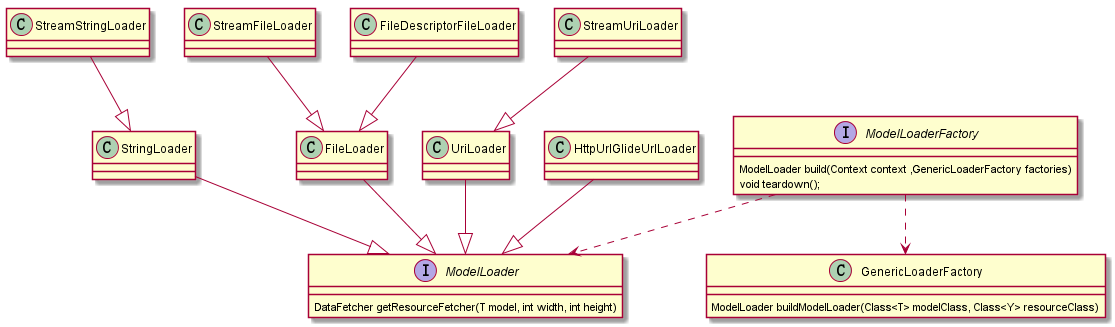 C StreamStringLoader
C StreamFileLoader
C FileDescriptorFileLoader
C StreamUriLoader
C StringLoader
C FileLoader
C UriLoader
C HttpUrlGlideUrlLoader
I ModelLoaderFactory
ModelLoader build(Context context ,GenericLoaderFactory factories)
void teardown();
I ModelLoader
DataFetcher getResourceFetcher(T model, int width, int height)
C GenericLoaderFactory
ModelLoader buildModelLoader(Class<T> modelClass, Class<Y> resourceClass)